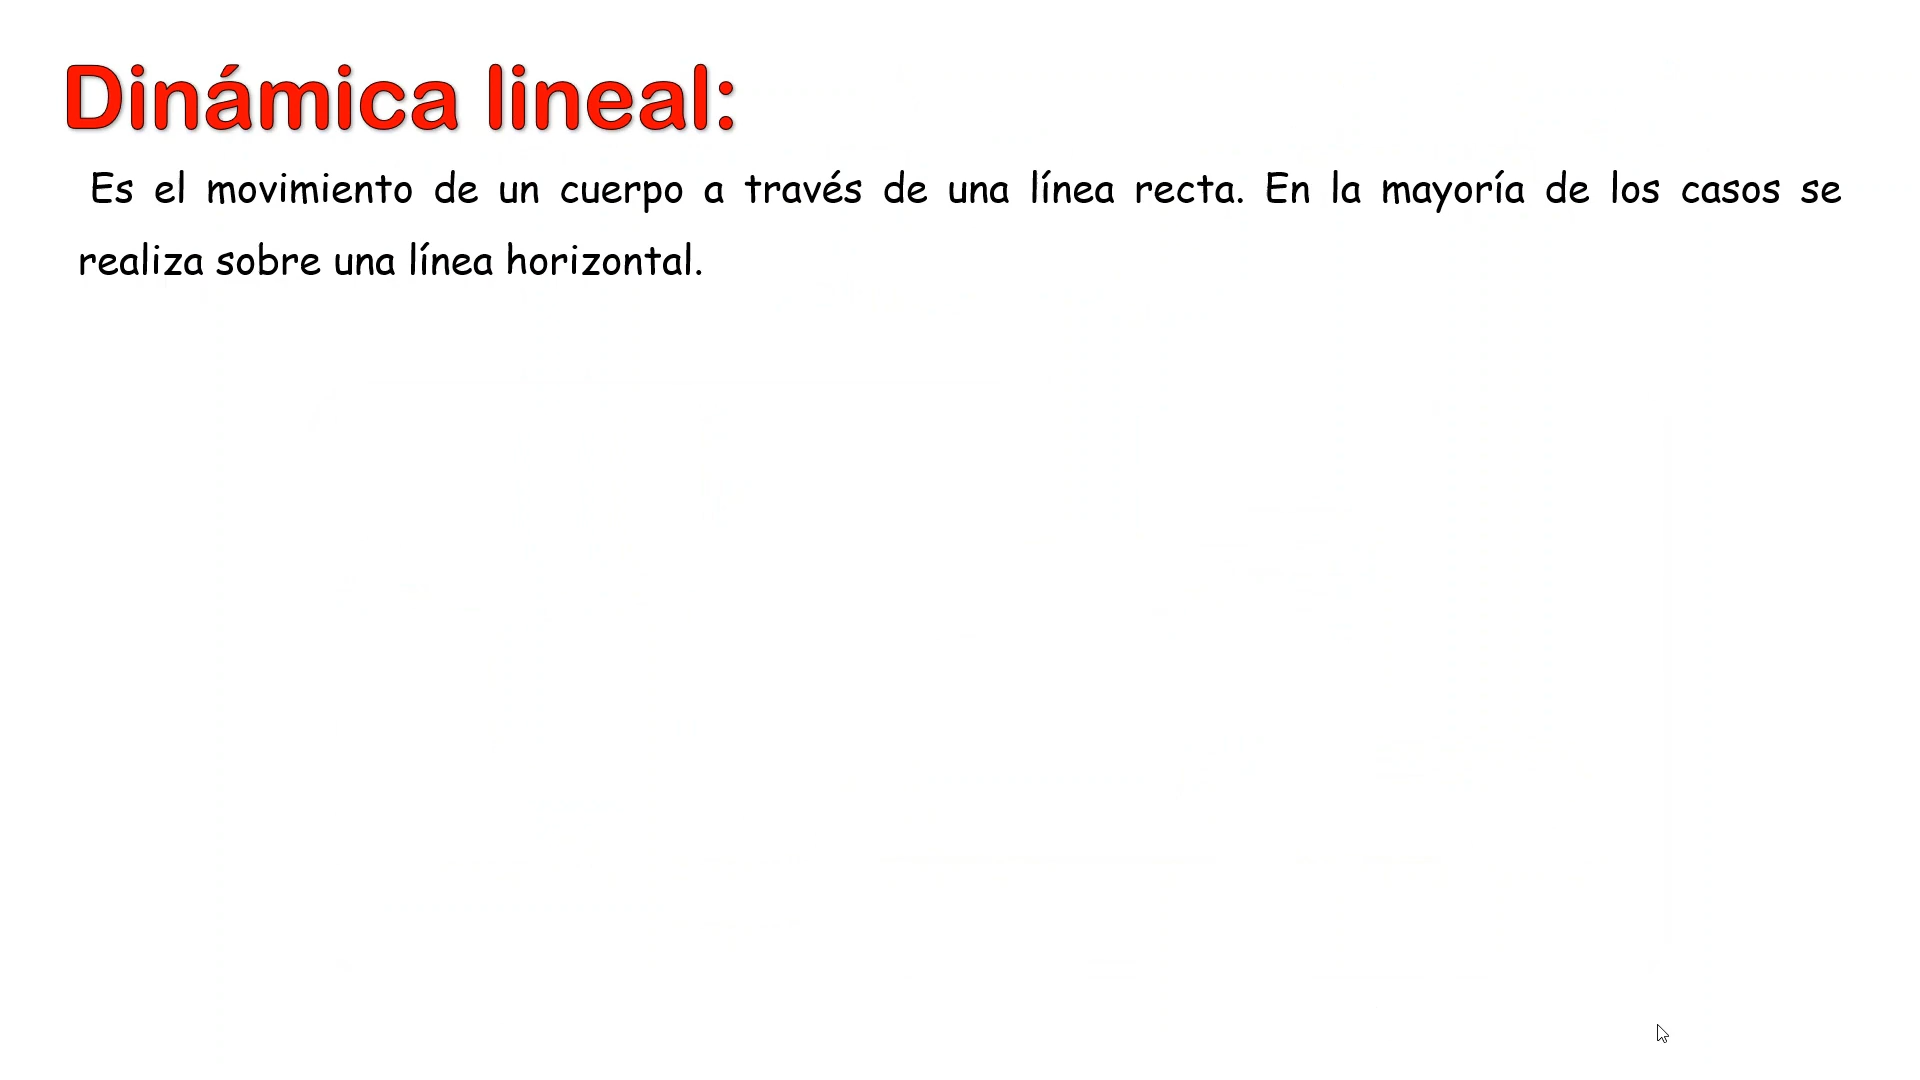 Dinámica lineal:
Es el movimiento de un cuerpo a través de una línea recta. En la mayoría de los casos se
realiza sobre una línea horizontal.